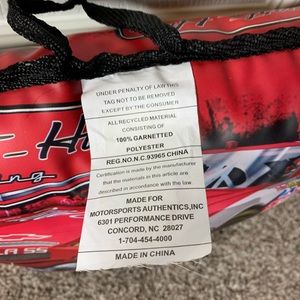 UNDER PENALTY OF LAW THIS
TAG NOT TO BE REMOVED
EXCEPT BY THE CONSUMER
ALL RECYCLED MATERIAL
CONSISTING OF
100% GARNETTED
POLYESTER
REG.NO.N.C.93965 CHINA
Certification is made by the manufacturer
that the materials in this article are
described in accordance with the law.
MADE FOR
MOTORSPORTS AUTHENTICS,INC
6301 PERFORMANCE DRIVE
CONCORD, NC 28027
1-704-454-4000
MADE IN CHINA